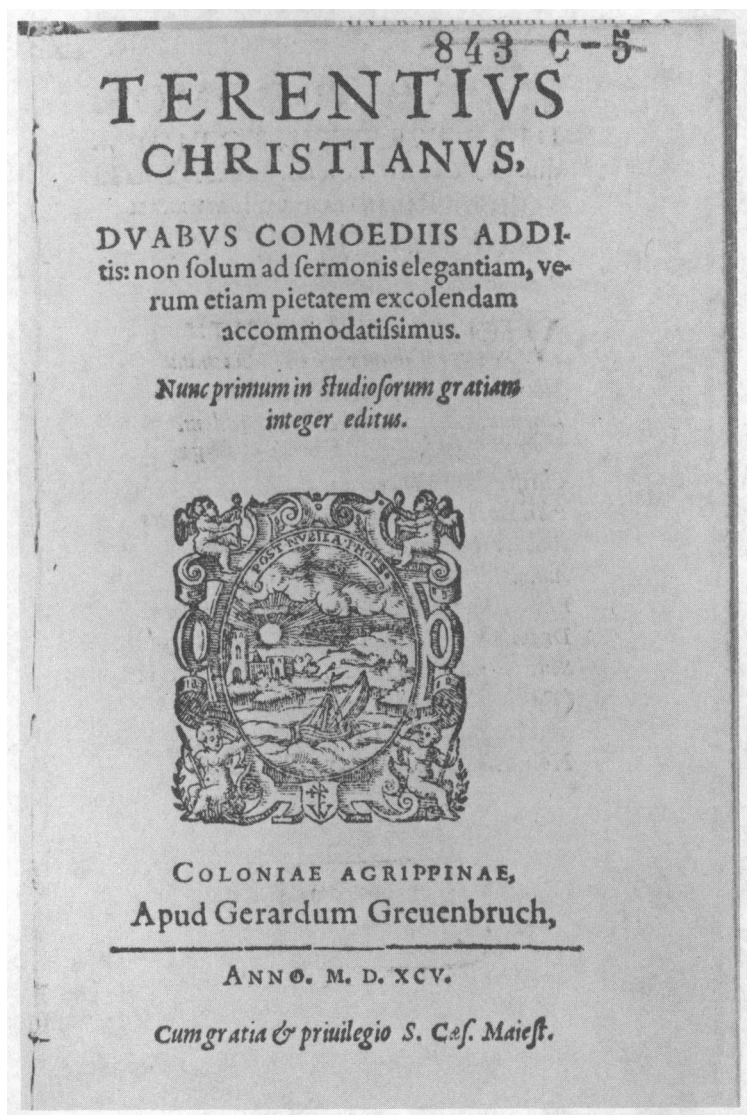 843 C-5
TERENTIVS
CHRISTIANVS,
DVABVS COMOEDIIS ADDI-
tis: non ſolum ad ſermonis elegantiam, ve-
rum etiam pietatem excolendam
accommodatiſsimus.
Nunc primum in ſtudioſorum gratiam
integer editus.
POST NVBILA PHOEB
COLONIAE AGRIPPINAE,
Apud Gerardum Greuenbruch,
ANNO. M. D. XCV.
Cum gratia & priuilegio S. Cæſ. Maieſt.